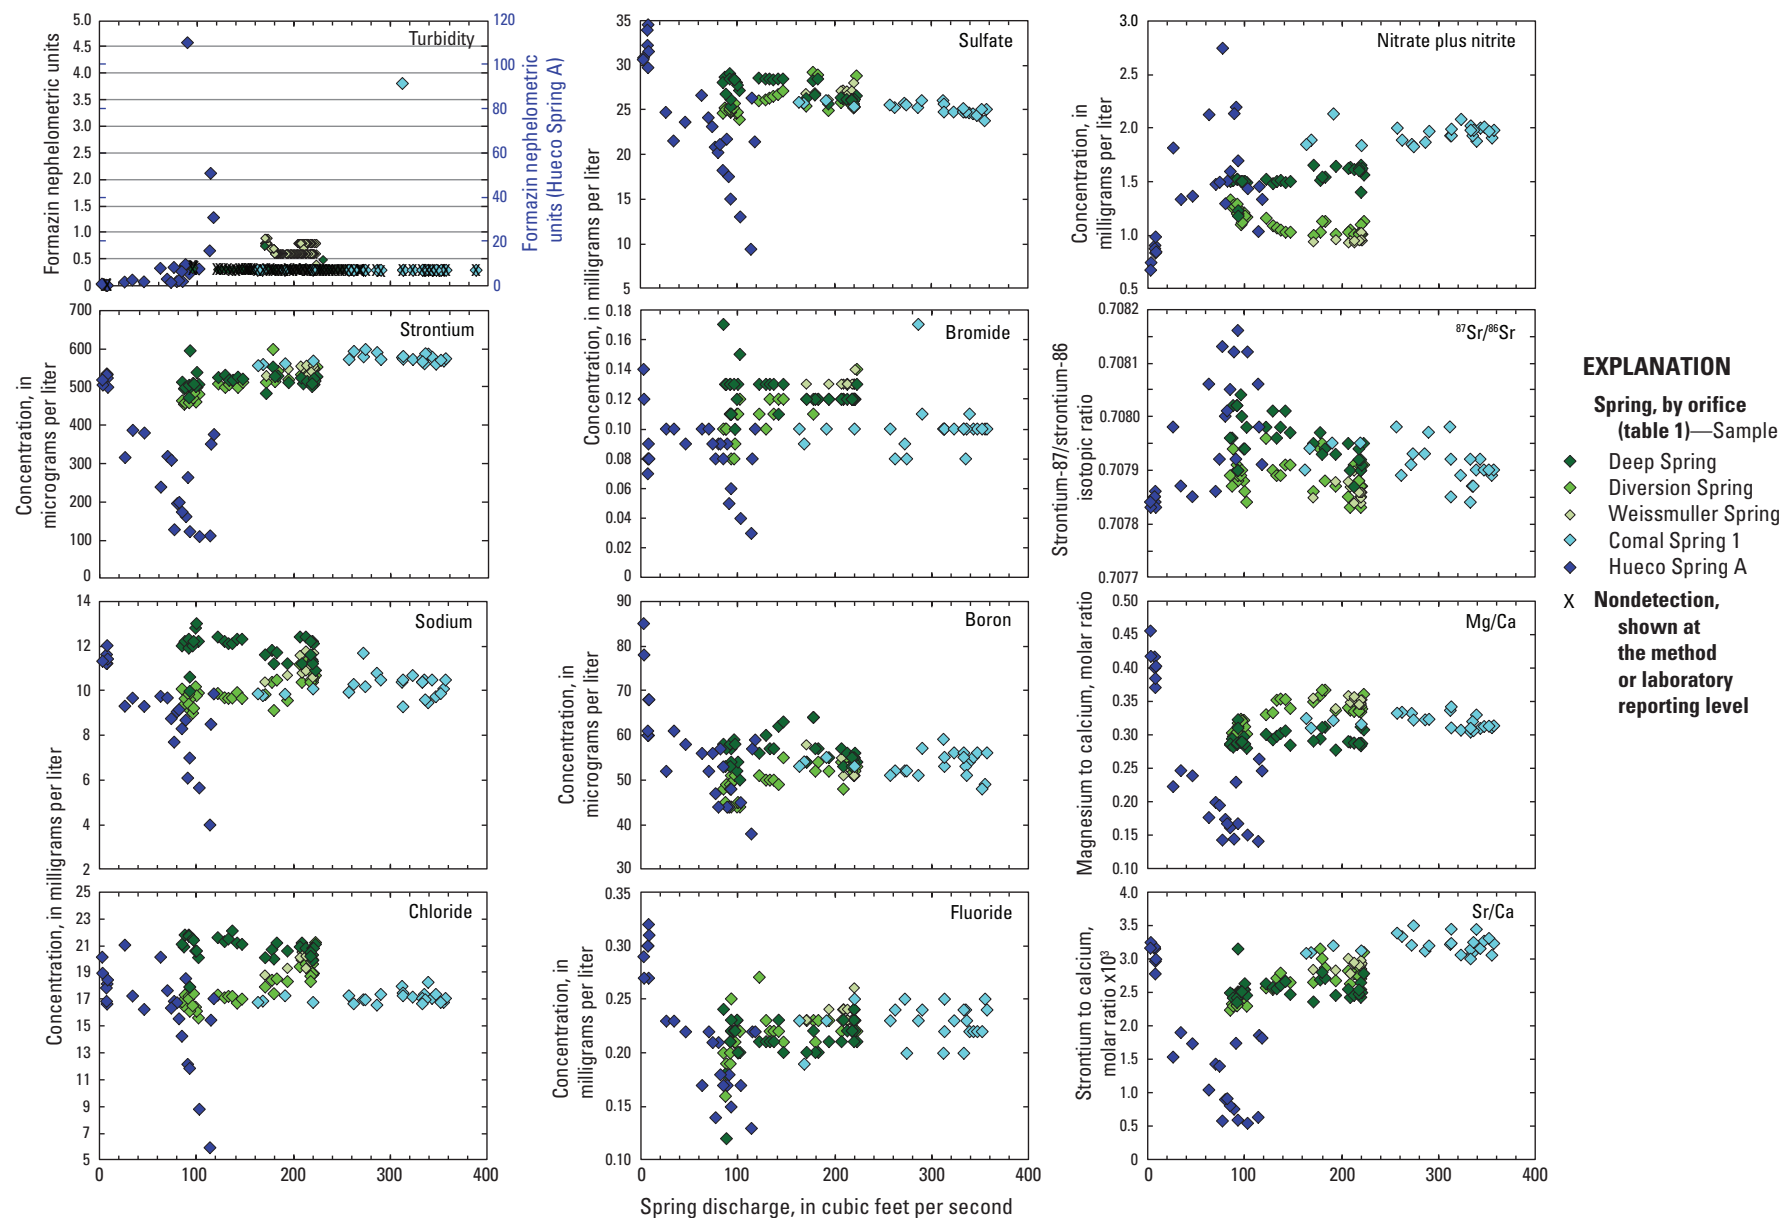 Turbidity
Formazin nephelometric units
5.0
4.5
4.0
3.5
3.0
2.5
2.0
1.5
1.0
0.5
0
120
100
80
60
40
20
0
Formazin nephelometric
units (Hueco Spring A)
Sulfate
35
30
25
20
15
10
5
Concentration, in milligrams per liter
Nitrate plus nitrite
3.0
2.5
2.0
1.5
1.0
0.5
Concentration, in
milligrams per liter
Strontium
700
600
500
400
300
200
100
0
Concentration, in
micrograms per liter
Bromide
0.18
0.16
0.14
0.12
0.10
0.08
0.06
0.04
0.02
0
87Sr/86Sr
0.7082
0.7081
0.7080
0.7079
0.7078
0.7077
Strontium-87/strontium-86
isotopic ratio
Sodium
14
12
10
8
6
4
2
Concentration, in milligrams per liter
Boron
90
80
70
60
50
40
30
Concentration, in
micrograms per liter
Mg/Ca
0.50
0.45
0.40
0.35
0.30
0.25
0.20
0.15
0.10
Magnesium to calcium, molar ratio
Chloride
25
23
21
19
17
15
13
11
9
7
5
0 100 200 300 400
Fluoride
0.35
0.30
0.25
0.20
0.15
0.10
Concentration, in
milligrams per liter
0 100 200 300 400
Sr/Ca
4.0
3.5
3.0
2.5
2.0
1.5
1.0
0.5
0
Strontium to calcium,
molar ratio x10³
0 100 200 300 400
Spring discharge, in cubic feet per second
EXPLANATION
Spring, by orifice
(table 1)—Sample
Deep Spring
Diversion Spring
Weissmuller Spring
Comal Spring 1
Hueco Spring A
X Nondetection,
shown at
the method
or laboratory
reporting level